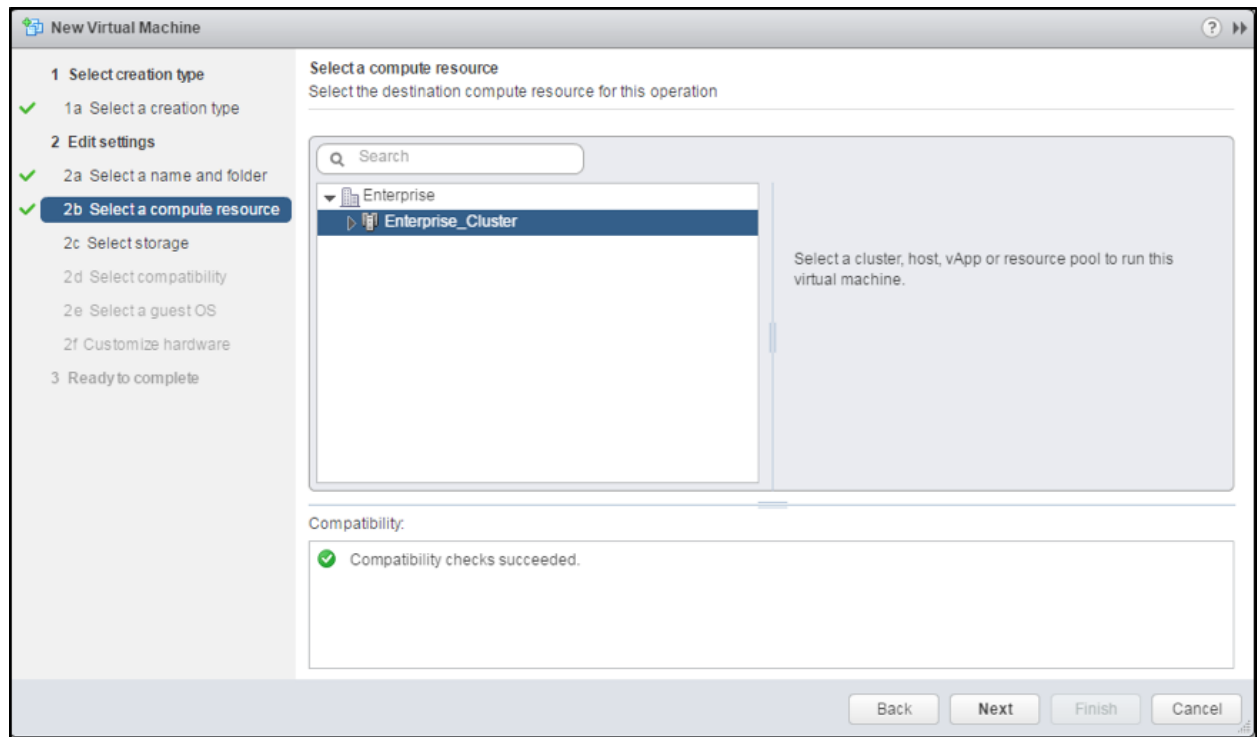 New Virtual Machine
1 Select creation type
1a Select a creation type
2 Edit settings
2a Select a name and folder
2b Select a compute resource
2c Select storage
2d Select compatibility
2e Select a guest OS
2f Customize hardware
3 Ready to complete
Select a compute resource
Select the destination compute resource for this operation
Search
Enterprise
Enterprise_Cluster
Select a cluster, host, vApp or resource pool to run this
virtual machine.
Compatibility:
Compatibility checks succeeded.
Back
Next
Finish
Cancel